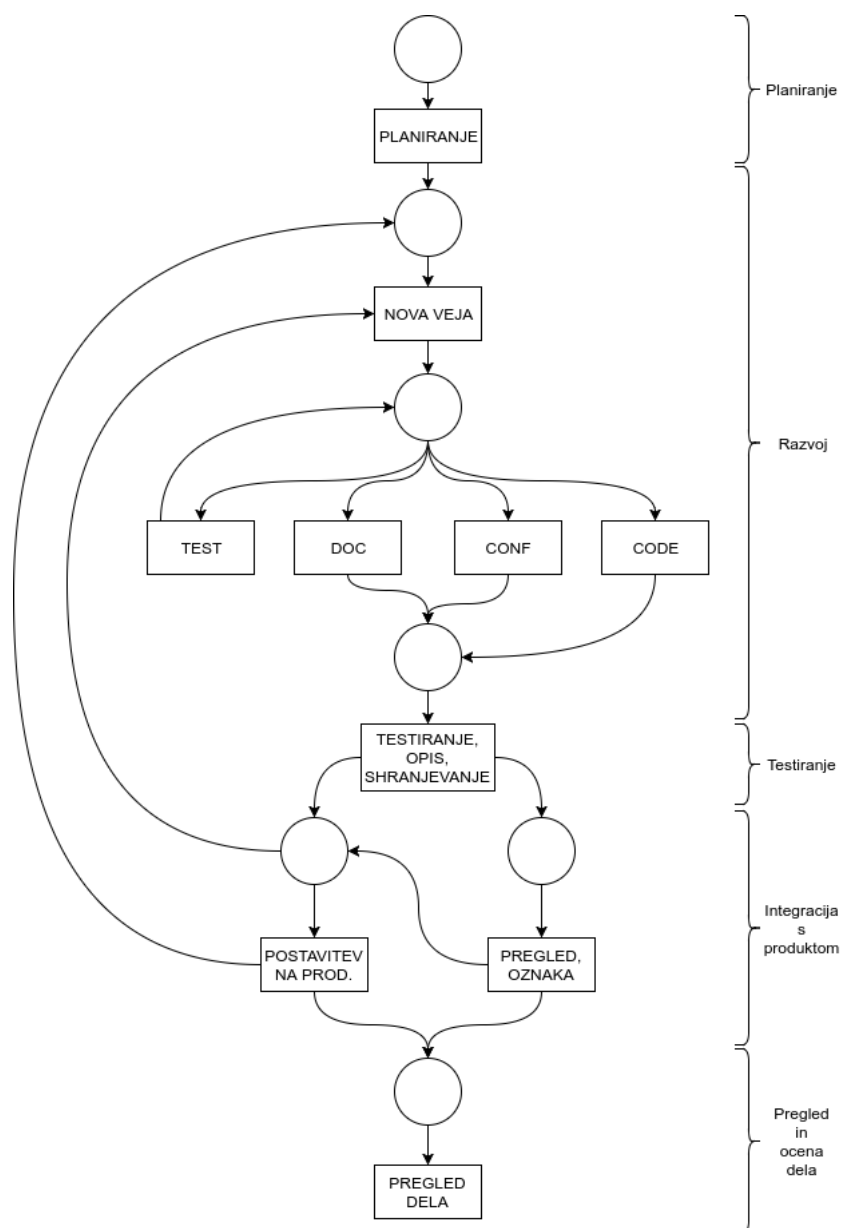 Planiranje
PLANIRANJE
NOVA VEJA
Razvoj
TEST
DOC
CONF
CODE
TESTIRANJE,
OPIS,
SHRANJEVANJE
Testiranje
Integracija
s
produktom
POSTAVITEV
NA PROD.
PREGLED,
OZNAKA
Pregled
in
ocena
dela
PREGLED
DELA